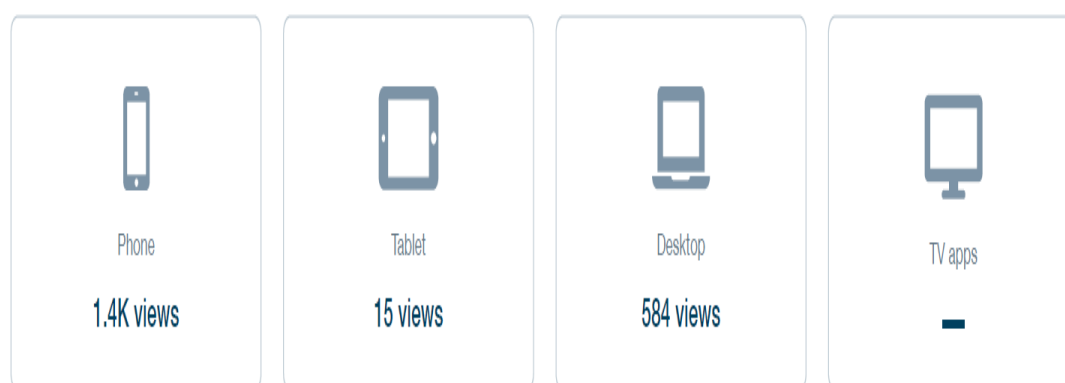 Phone
1.4K views
Tablet
15 views
Desktop
584 views
TV apps
–